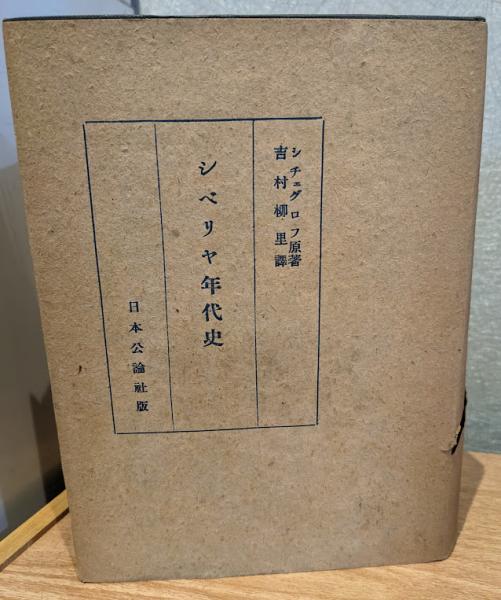 シチェグロフ原著
吉村柳里譯
シベリヤ年代史
日本公論社版